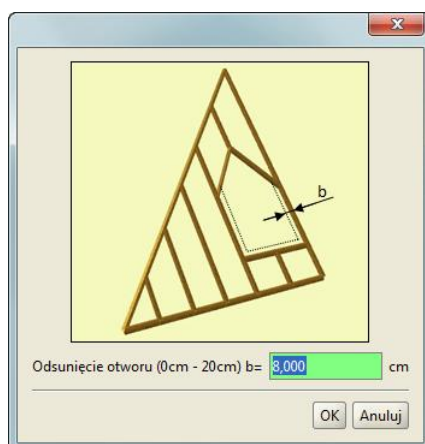 b
Odsunięcie otworu (0cm - 20cm) b= 8,000 cm
OK Anuluj